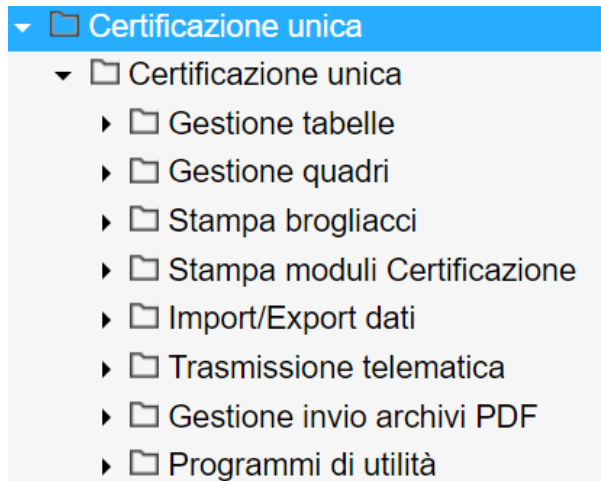 Certificazione unica
Certificazione unica
Gestione tabelle
Gestione quadri
Stampa brogliacci
Stampa moduli Certificazione
Import/Export dati
Trasmissione telematica
Gestione invio archivi PDF
Programmi di utilità